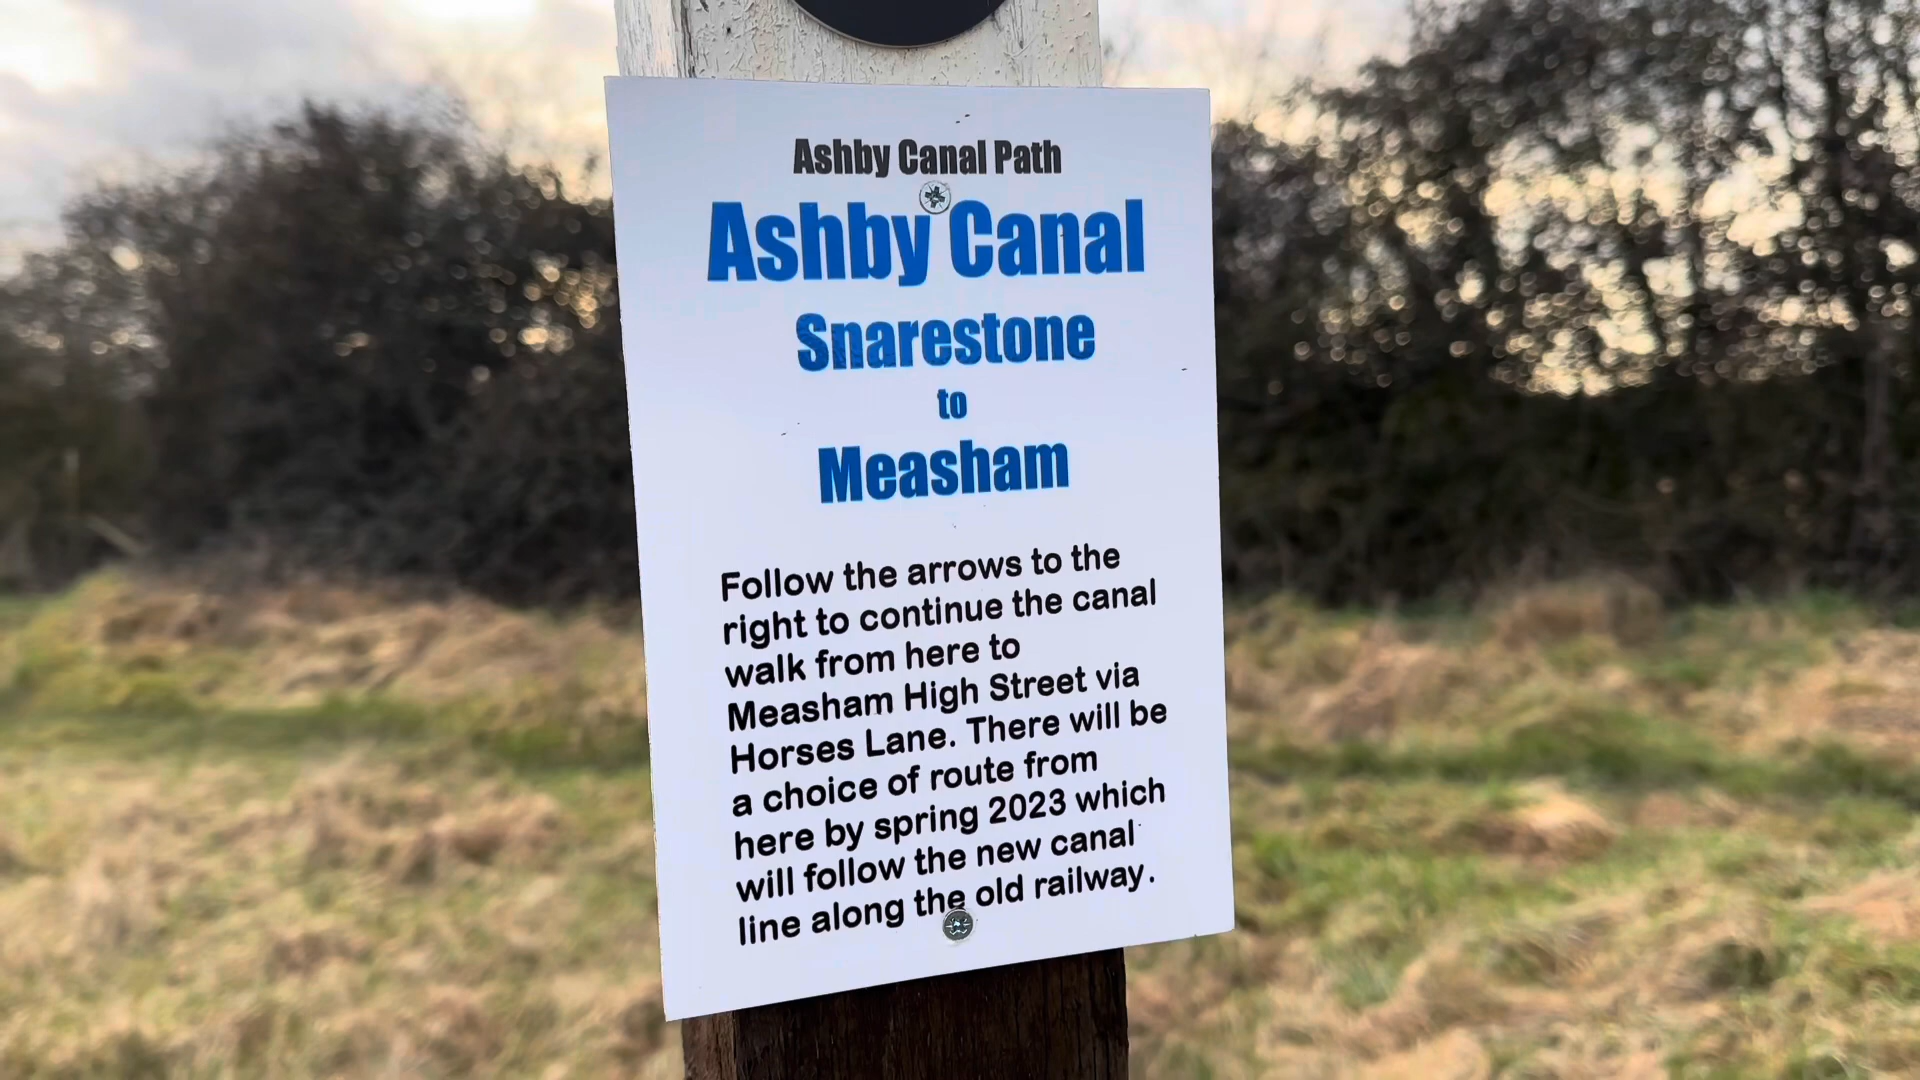 Ashby Canal Path
Ashby Canal
Snarestone
to
Measham
Follow the arrows to the
right to continue the canal
walk from here to
Measham High Street via
Horses Lane. There will be
a choice of route from
here by spring 2023 which
will follow the new canal
line along the old railway.